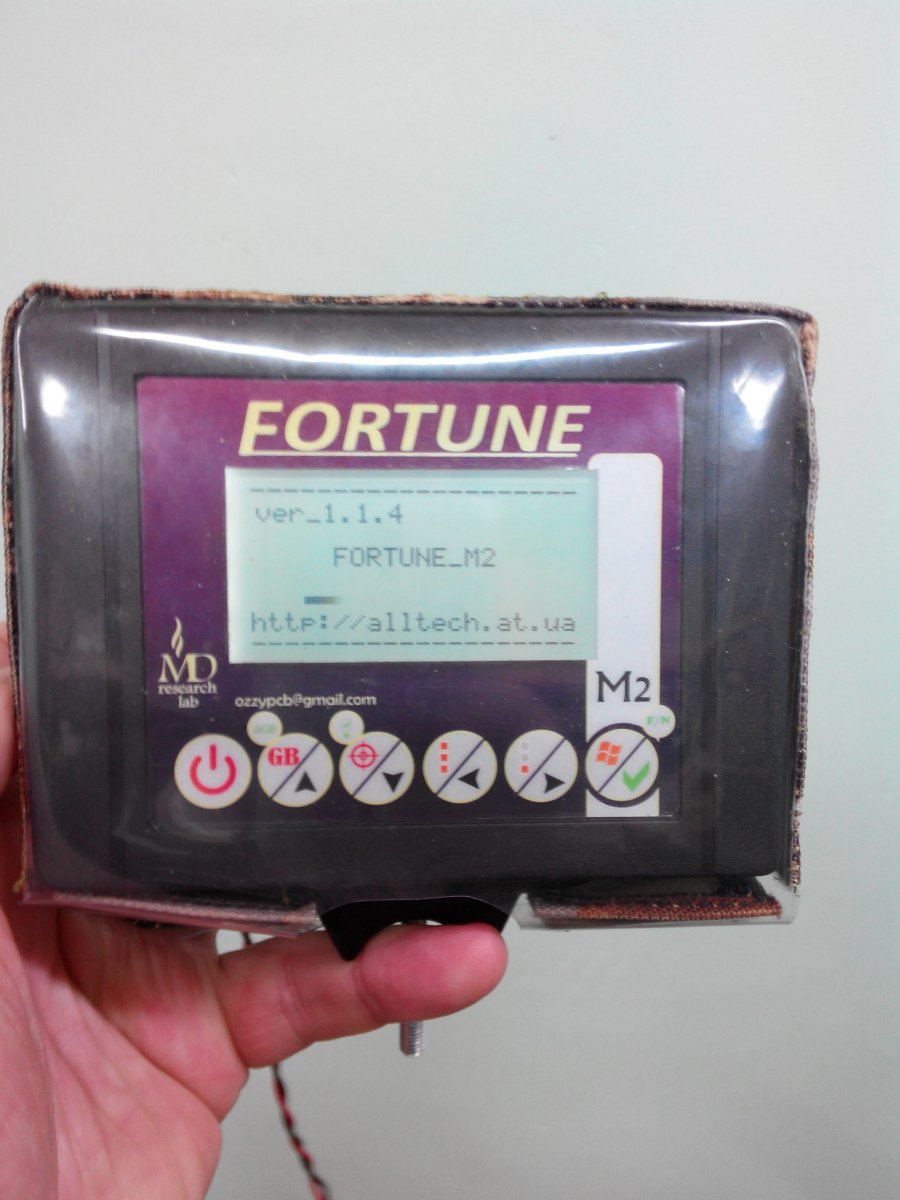 FORTUNE
ver_1.1.4
FORTUNE_M2
http://alltech.at.ua
MD
research
lab
ozzypcb@gmail.com
M2
F/N
GB